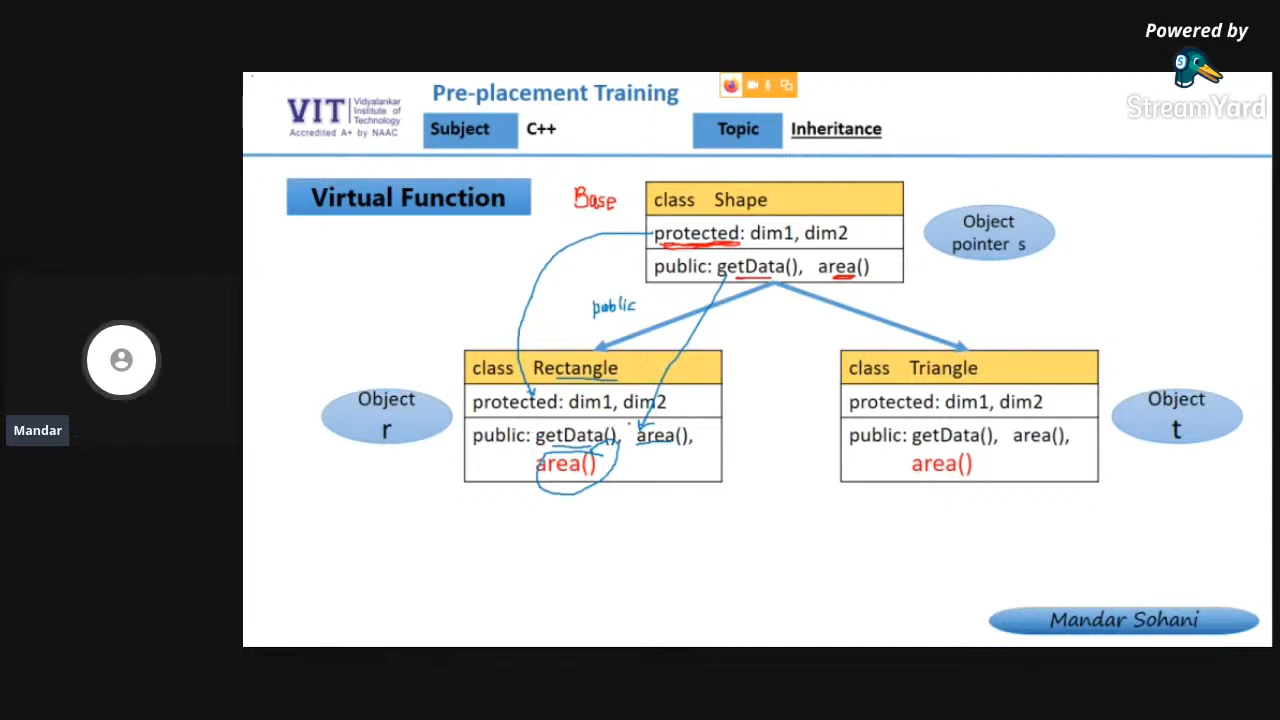 Powered by
StreamYard
Pre-placement Training
VIT Vidyalankar
Institute of
Technology
Accredited A+ by NAAC
Subject C++ Topic Inheritance
Virtual Function
Base
class Shape
protected: dim1, dim2
public: getData(), area()
Object
pointer s
public
class Rectangle
protected: dim1, dim2
public: getData(), area(),
area()
Object
r
class Triangle
protected: dim1, dim2
public: getData(), area(),
area()
Object
t
Mandar
Mandar Sohani